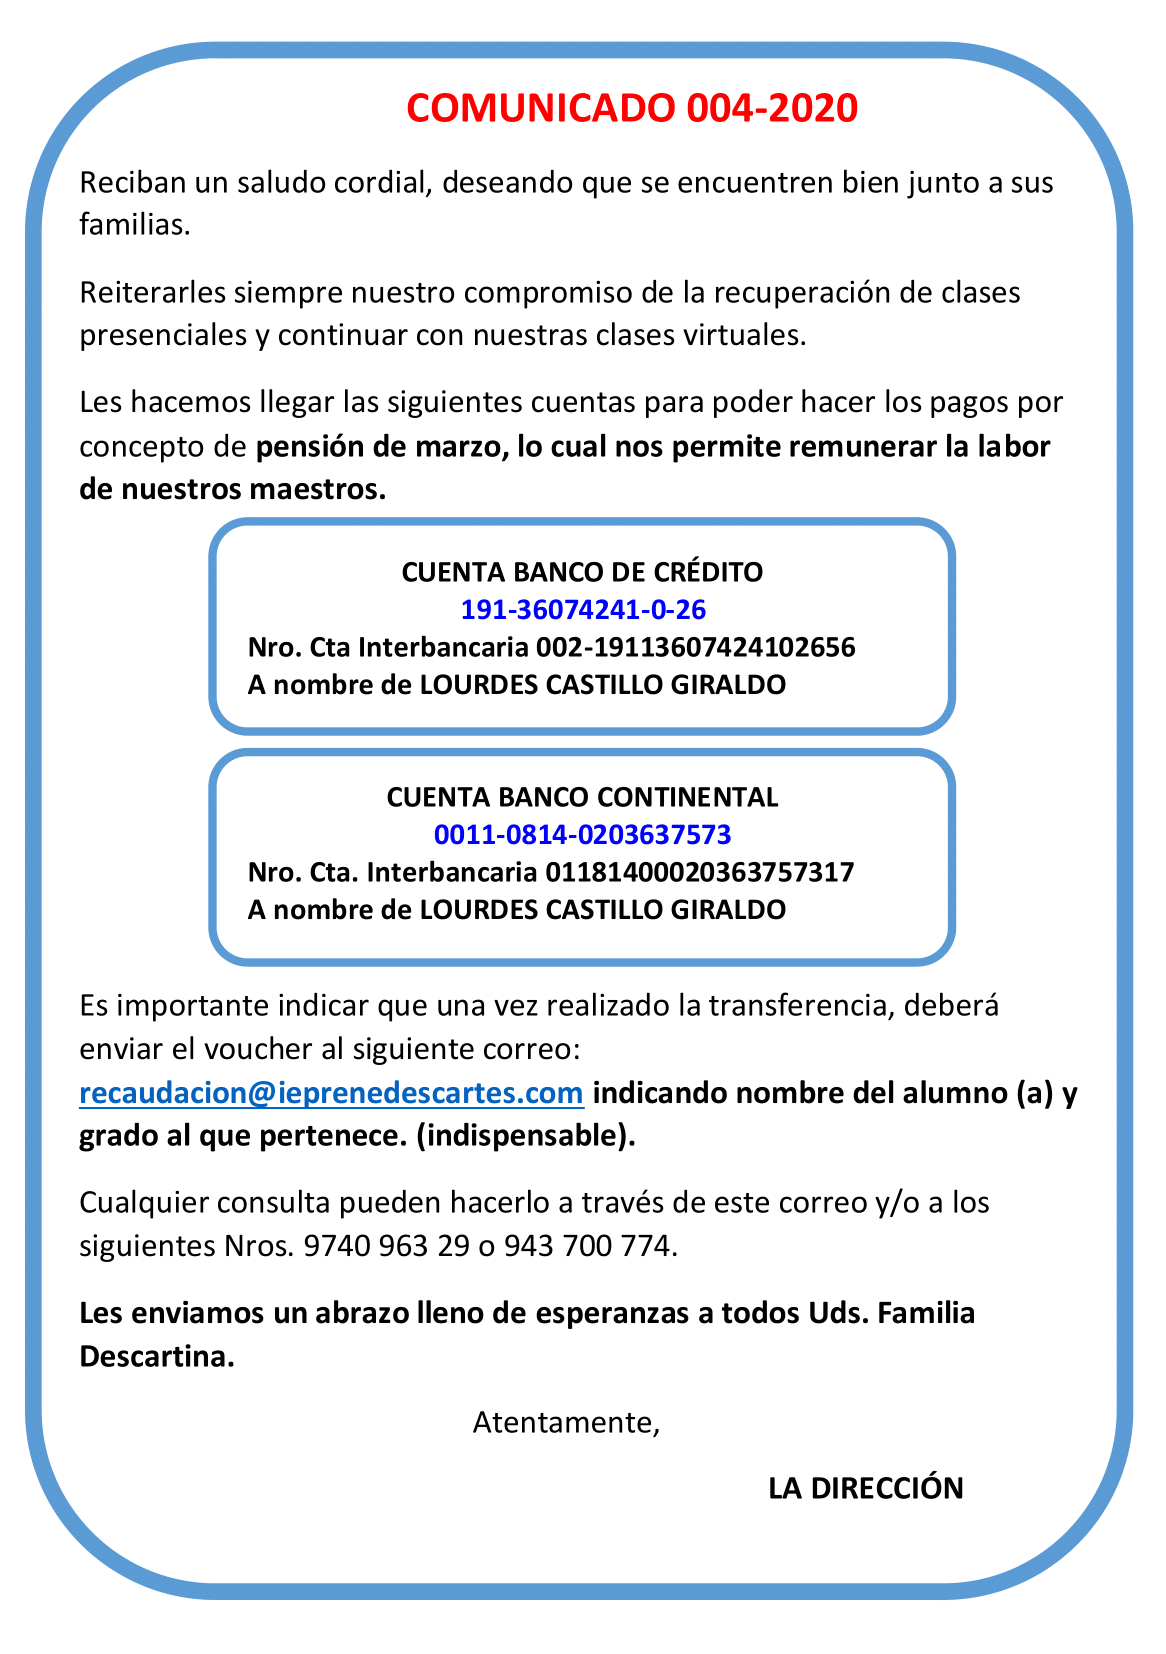 COMUNICADO 004-2020
Reciban un saludo cordial, deseando que se encuentren bien junto a sus
familias.
Reiterarles siempre nuestro compromiso de la recuperación de clases
presenciales y continuar con nuestras clases virtuales.
Les hacemos llegar las siguientes cuentas para poder hacer los pagos por
concepto de pensión de marzo, lo cual nos permite remunerar la labor
de nuestros maestros.
CUENTA BANCO DE CRÉDITO
191-36074241-0-26
Nro. Cta Interbancaria 002-19113607424102656
A nombre de LOURDES CASTILLO GIRALDO
CUENTA BANCO CONTINENTAL
0011-0814-0203637573
Nro. Cta. Interbancaria 01181400020363757317
A nombre de LOURDES CASTILLO GIRALDO
Es importante indicar que una vez realizado la transferencia, deberá
enviar el voucher al siguiente correo:
recaudacion@ieprenedescartes.com indicando nombre del alumno (a) y
grado al que pertenece. (indispensable).
Cualquier consulta pueden hacerlo a través de este correo y/o a los
siguientes Nros. 9740 963 29 o 943 700 774.
Les enviamos un abrazo lleno de esperanzas a todos Uds. Familia
Descartina.
Atentamente,
LA DIRECCIÓN